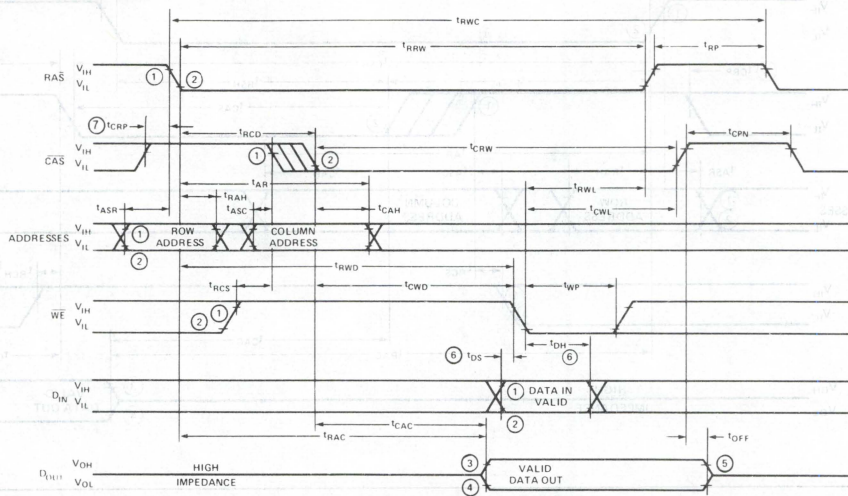 tRWC
tRRW
tRP
RAS
VIH
VIL
1
2
7
tCRP
tRCD
tCRW
tCPN
CAS
VIH
VIL
1
2
tAR
tRWL
tRAH
tASR
tASC
tCAH
tCWL
ADDRESSES
VIH
VIL
1
ROW
ADDRESS
COLUMN
ADDRESS
2
tRWD
tRCS
tCWD
tWP
WE
VIH
VIL
1
2
6
tDS
tDH
6
DIN
VIH
VIL
1
DATA IN
VALID
2
tCAC
tRAC
tOFF
DOUT
VOH
VOL
HIGH
IMPEDANCE
3
VALID
DATA OUT
5
4